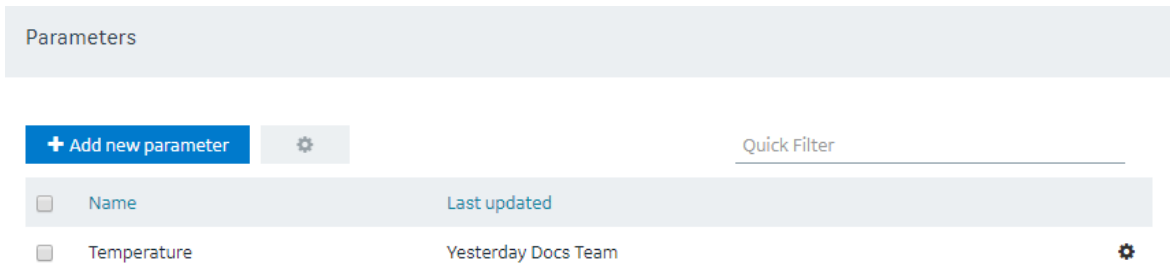 Parameters
Add new parameter
Quick Filter
Name Last updated
Temperature Yesterday Docs Team